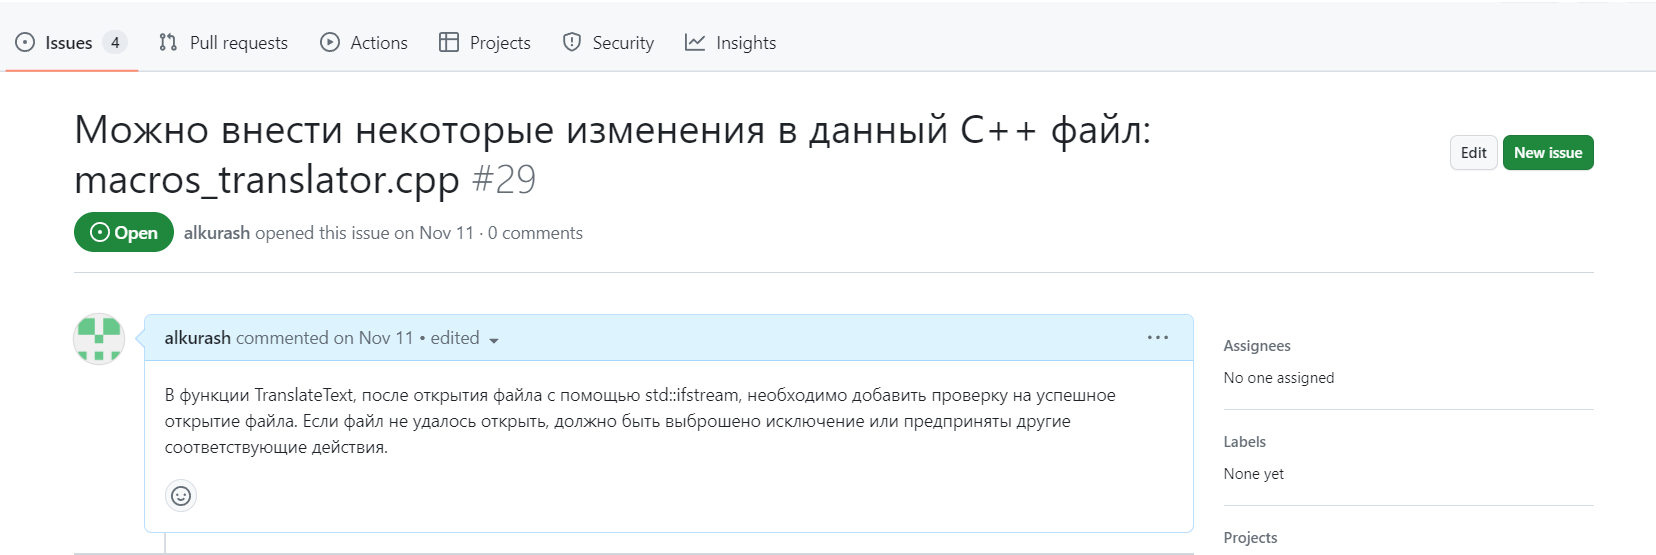 Issues 4 Pull requests Actions Projects Security Insights
Можно внести некоторые изменения в данный C++ файл:
macros_translator.cpp #29
Edit New issue
Open alkurash opened this issue on Nov 11 · 0 comments
alkurash commented on Nov 11 • edited
В функции TranslateText, после открытия файла с помощью std::ifstream, необходимо добавить проверку на успешное
открытие файла. Если файл не удалось открыть, должно быть выброшено исключение или предприняты другие
соответствующие действия.
Assignees
No one assigned
Labels
None yet
Projects